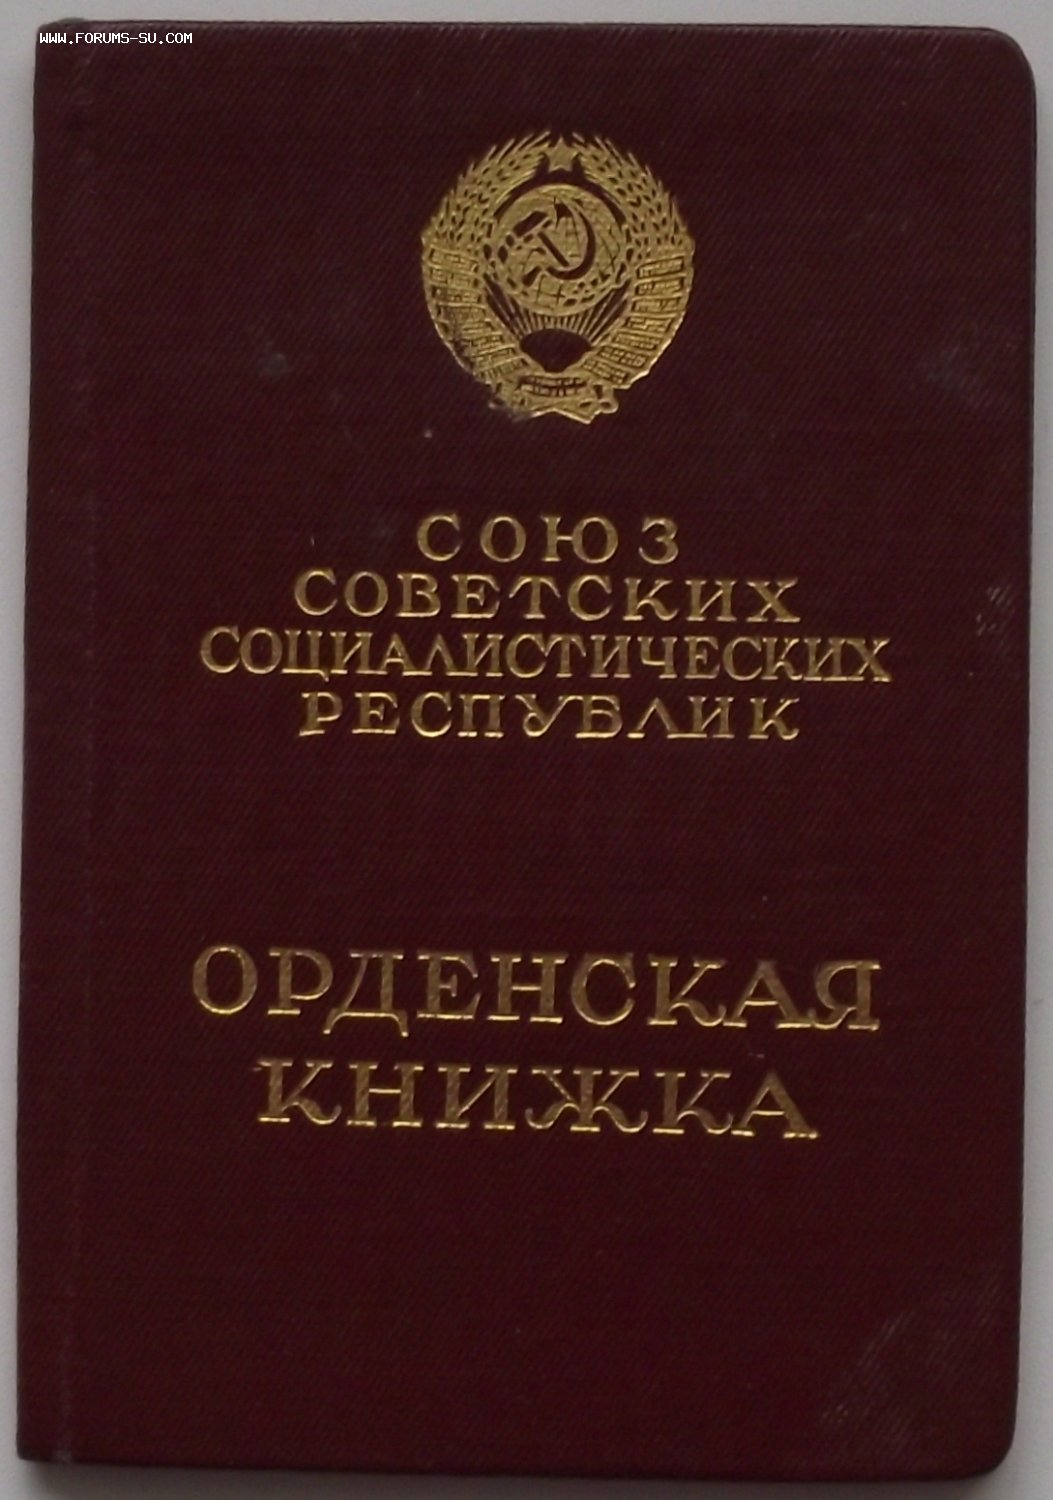 WWW.FORUMS-SU.COM
СОЮЗ
СОВЕТСКИХ
СОЦИАЛИСТИЧЕСКИХ
РЕСПУБЛИК
ОРДЕНСКАЯ
КНИЖКА